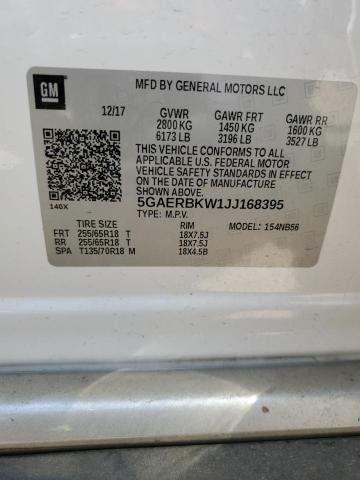 GM
MFD BY GENERAL MOTORS LLC
12/17 GVWR GAWR FRT GAWR RR
2800 KG 1450 KG 1600 KG
6173 LB 3196 LB 3527 LB
THIS VEHICLE CONFORMS TO ALL
APPLICABLE U.S. FEDERAL MOTOR
VEHICLE SAFETY STANDARDS IN
EFFECT ON THE DATE OF MANUFACTURE
SHOWN ABOVE.
140X
5GAERBKW1JJ168395
TYPE: M.P.V.
TIRE SIZE RIM MODEL: 154NB56
FRT 255/65R18 T 18X7.5J
RR 255/65R18 T 18X7.5J
SPA T135/70R18 M 18X4.5B